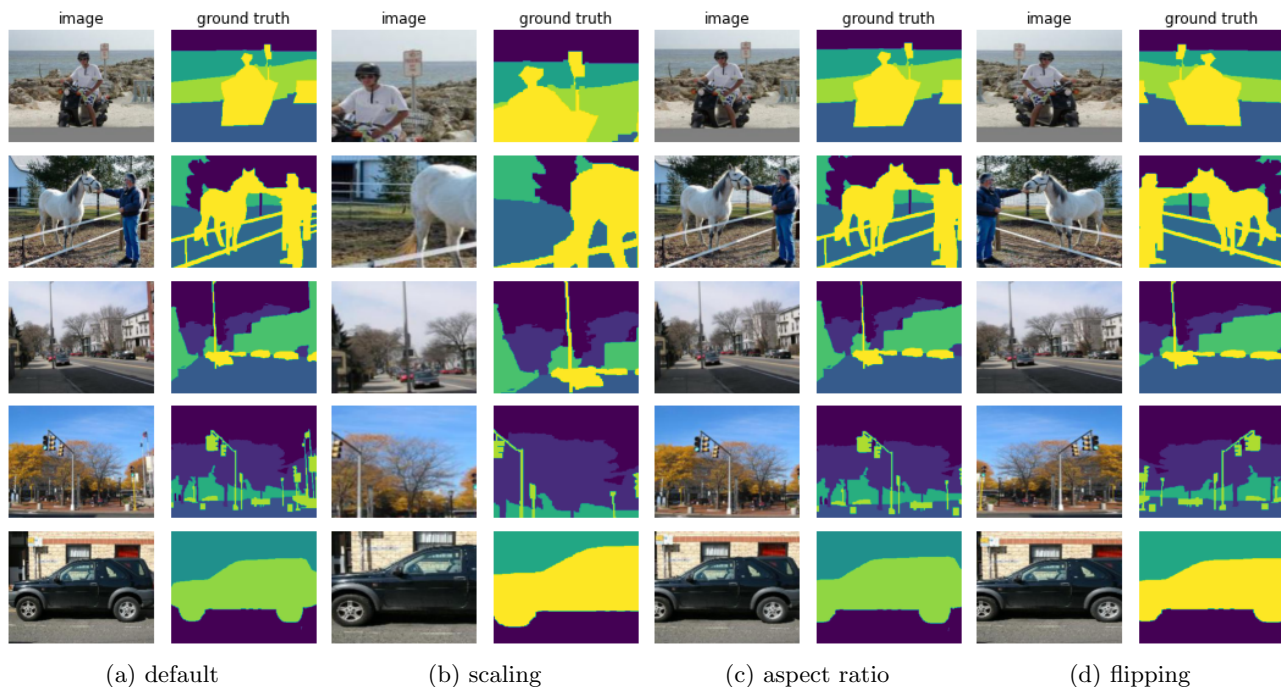 image ground truth image ground truth image ground truth image ground truth
(a) default (b) scaling (c) aspect ratio (d) flipping